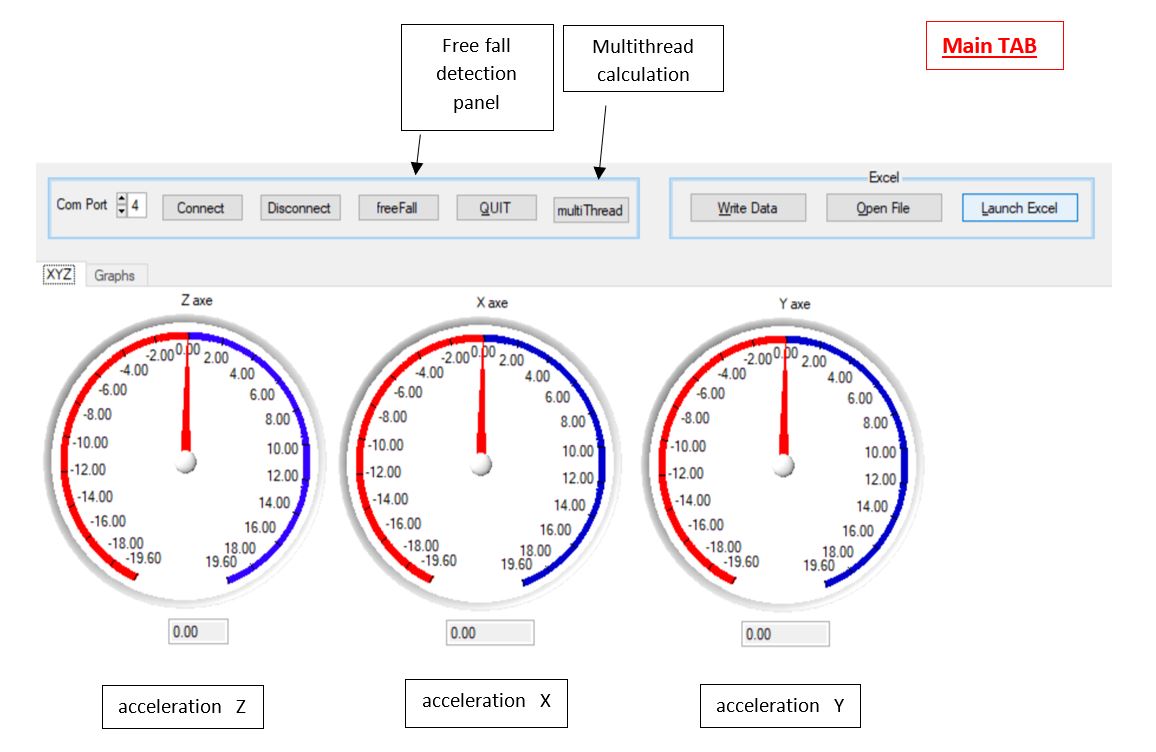 Main TAB
Free fall
detection
panel
Multithread
calculation
Com Port 4 Connect Disconnect freeFall QUIT multiThread
Excel
Write Data Open File Launch Excel
XYZ Graphs
Z axe
-2.00 0.00 2.00
-4.00 4.00
-6.00 6.00
-8.00 8.00
-10.00 10.00
-12.00 12.00
-14.00 14.00
-16.00 16.00
-18.00 18.00
-19.60 19.60
0.00
acceleration Z
X axe
-2.00 0.00 2.00
-4.00 4.00
-6.00 6.00
-8.00 8.00
-10.00 10.00
-12.00 12.00
-14.00 14.00
-16.00 16.00
-18.00 18.00
-19.60 19.60
0.00
acceleration X
Y axe
-2.00 0.00 2.00
-4.00 4.00
-6.00 6.00
-8.00 8.00
-10.00 10.00
-12.00 12.00
-14.00 14.00
-16.00 16.00
-18.00 18.00
-19.60 19.60
0.00
acceleration Y